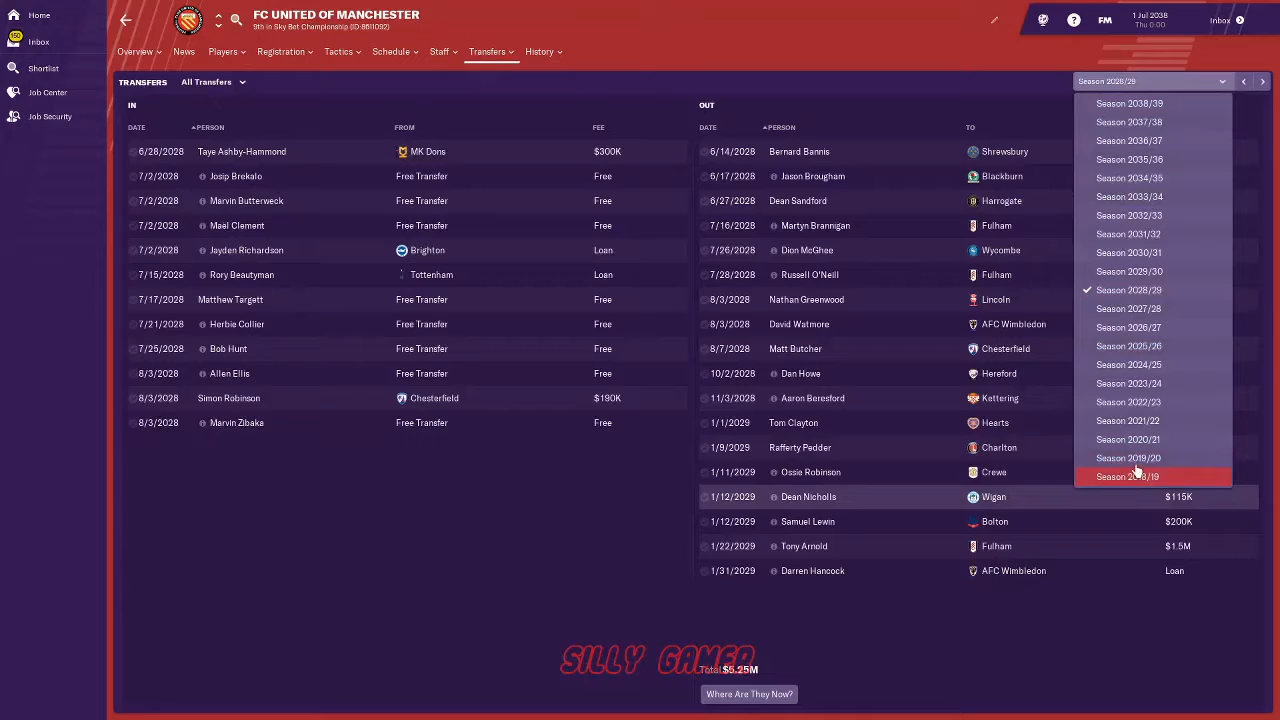 Home
150
Inbox
Shortlist
Job Center
Job Security
FC UNITED OF MANCHESTER
9th in Sky Bet Championship (ID:8611092)
FM
1 Jul 2038
Thu 0:00
Inbox
Overview News Players Registration Tactics Schedule Staff Transfers History
TRANSFERS All Transfers
Season 2028/29
IN
DATE PERSON FROM FEE
6/28/2028 Taye Ashby-Hammond MK Dons $300K
7/2/2028 Josip Brekalo Free Transfer Free
7/2/2028 Marvin Butterweck Free Transfer Free
7/2/2028 Maël Clement Free Transfer Free
7/2/2028 Jayden Richardson Brighton Loan
7/15/2028 Rory Beautyman Tottenham Loan
7/17/2028 Matthew Targett Free Transfer Free
7/21/2028 Herbie Collier Free Transfer Free
7/25/2028 Bob Hunt Free Transfer Free
8/3/2028 Allen Ellis Free Transfer Free
8/3/2028 Simon Robinson Chesterfield $190K
8/3/2028 Marvin Zibaka Free Transfer Free
OUT
DATE PERSON TO
6/14/2028 Bernard Bannis Shrewsbury
6/17/2028 Jason Brougham Blackburn
6/27/2028 Dean Sandford Harrogate
7/16/2028 Martyn Brannigan Fulham
7/26/2028 Dion McGhee Wycombe
7/28/2028 Russell O'Neill Fulham
8/3/2028 Nathan Greenwood Lincoln
8/3/2028 David Watmore AFC Wimbledon
8/7/2028 Matt Butcher Chesterfield
10/2/2028 Dan Howe Hereford
11/3/2028 Aaron Beresford Kettering
1/1/2029 Tom Clayton Hearts
1/9/2029 Rafferty Pedder Charlton
1/11/2029 Ossie Robinson Crewe
1/12/2029 Dean Nicholls Wigan $115K
1/12/2029 Samuel Lewin Bolton $200K
1/22/2029 Tony Arnold Fulham $1.5M
1/31/2029 Darren Hancock AFC Wimbledon Loan
Season 2038/39
Season 2037/38
Season 2036/37
Season 2035/36
Season 2034/35
Season 2033/34
Season 2032/33
Season 2031/32
Season 2030/31
Season 2029/30
Season 2028/29
Season 2027/28
Season 2026/27
Season 2025/26
Season 2024/25
Season 2023/24
Season 2022/23
Season 2021/22
Season 2020/21
Season 2019/20
Season 2018/19
SILLY GAMER
Total $5.25M
Where Are They Now?